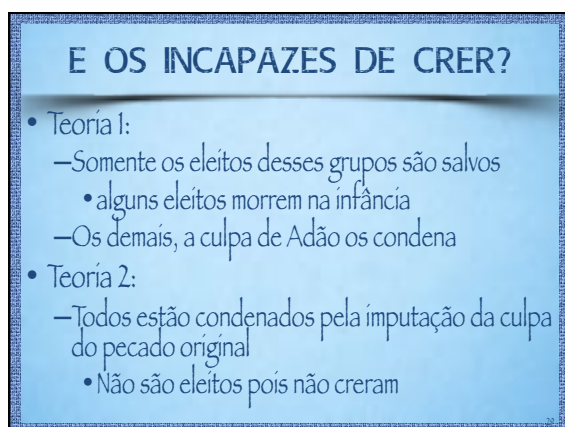 E OS INCAPAZES DE CRER?
• Teoria 1:
–Somente os eleitos desses grupos são salvos
• alguns eleitos morrem na infância
–Os demais, a culpa de Adão os condena
• Teoria 2:
–Todos estão condenados pela imputação da culpa
do pecado original
• Não são eleitos pois não creram